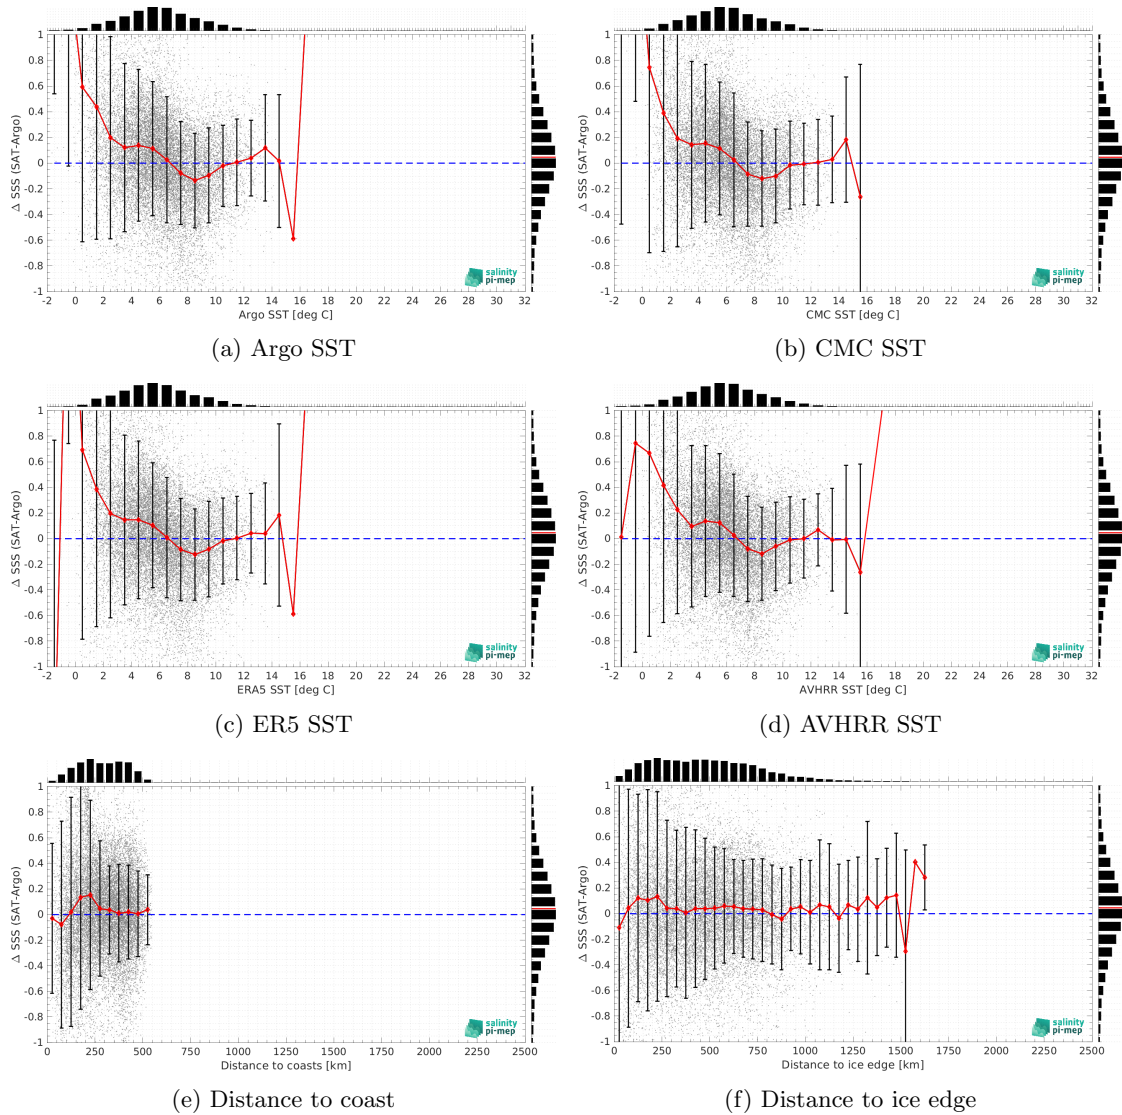 1
0.8
0.6
0.4
0.2
0
-0.2
-0.4
-0.6
-0.8
-1
Δ SSS (SAT-Argo)
salinity
pi-mep
-2 0 2 4 6 8 10 12 14 16 18 20 22 24 26 28 30 32
Argo SST [deg C]
(a) Argo SST
1
0.8
0.6
0.4
0.2
0
-0.2
-0.4
-0.6
-0.8
-1
Δ SSS (SAT-Argo)
salinity
pi-mep
-2 0 2 4 6 8 10 12 14 16 18 20 22 24 26 28 30 32
CMC SST [deg C]
(b) CMC SST
1
0.8
0.6
0.4
0.2
0
-0.2
-0.4
-0.6
-0.8
-1
Δ SSS (SAT-Argo)
salinity
pi-mep
-2 0 2 4 6 8 10 12 14 16 18 20 22 24 26 28 30 32
ERA5 SST [deg C]
(c) ER5 SST
1
0.8
0.6
0.4
0.2
0
-0.2
-0.4
-0.6
-0.8
-1
Δ SSS (SAT-Argo)
salinity
pi-mep
-2 0 2 4 6 8 10 12 14 16 18 20 22 24 26 28 30 32
AVHRR SST [deg C]
(d) AVHRR SST
1
0.8
0.6
0.4
0.2
0
-0.2
-0.4
-0.6
-0.8
-1
Δ SSS (SAT-Argo)
salinity
pi-mep
0 250 500 750 1000 1250 1500 1750 2000 2250 2500
Distance to coasts [km]
(e) Distance to coast
1
0.8
0.6
0.4
0.2
0
-0.2
-0.4
-0.6
-0.8
-1
Δ SSS (SAT-Argo)
salinity
pi-mep
0 250 500 750 1000 1250 1500 1750 2000 2250 2500
Distance to ice edge [km]
(f) Distance to ice edge